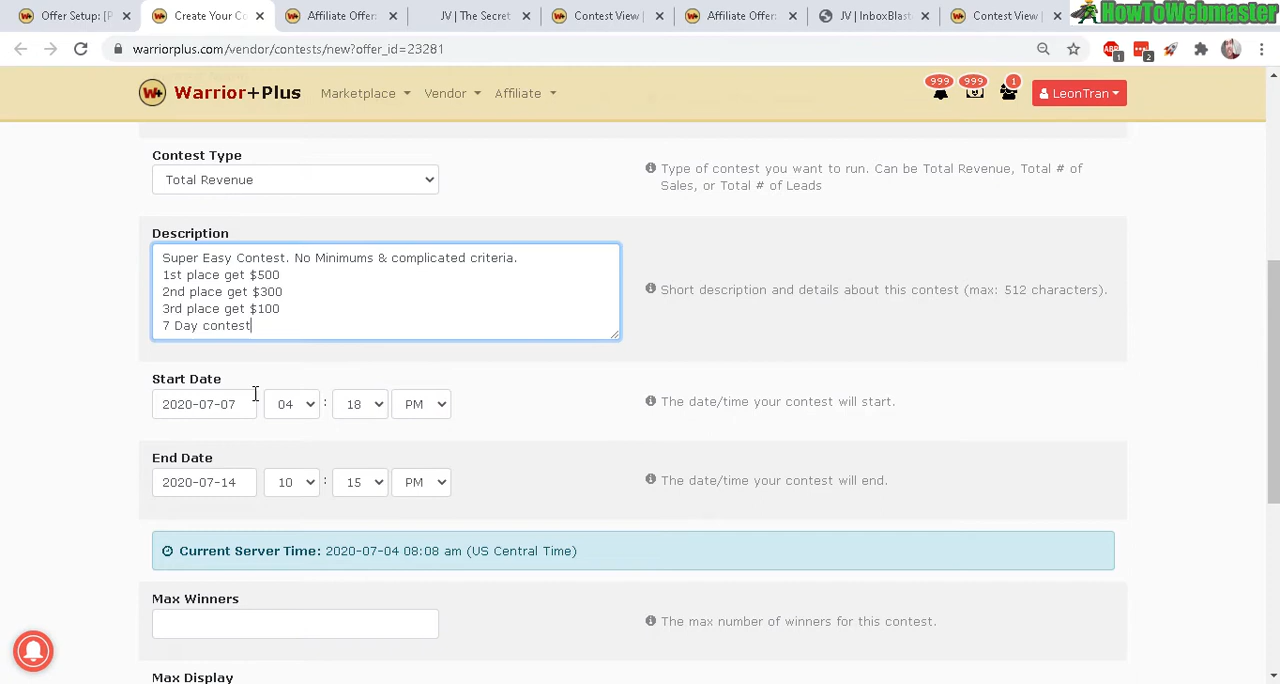 Offer Setup: [P
Create Your Co
Affiliate Offer:
JV | The Secret
Contest View |
Affiliate Offer:
JV | InboxBlast
Contest View |
HowToWebmaster
warriorplus.com/vendor/contests/new?offer_id=23281
1
2
W+ Warrior+Plus
Marketplace
Vendor
Affiliate
999
999
1
LeonTran
Contest Type
Total Revenue
Type of contest you want to run. Can be Total Revenue, Total # of
Sales, or Total # of Leads
Description
Super Easy Contest. No Minimums & complicated criteria.
1st place get $500
2nd place get $300
3rd place get $100
7 Day contest
Short description and details about this contest (max: 512 characters).
Start Date
2020-07-07 04 : 18 PM
The date/time your contest will start.
End Date
2020-07-14 10 : 15 PM
The date/time your contest will end.
Current Server Time: 2020-07-04 08:08 am (US Central Time)
Max Winners
The max number of winners for this contest.
Max Display